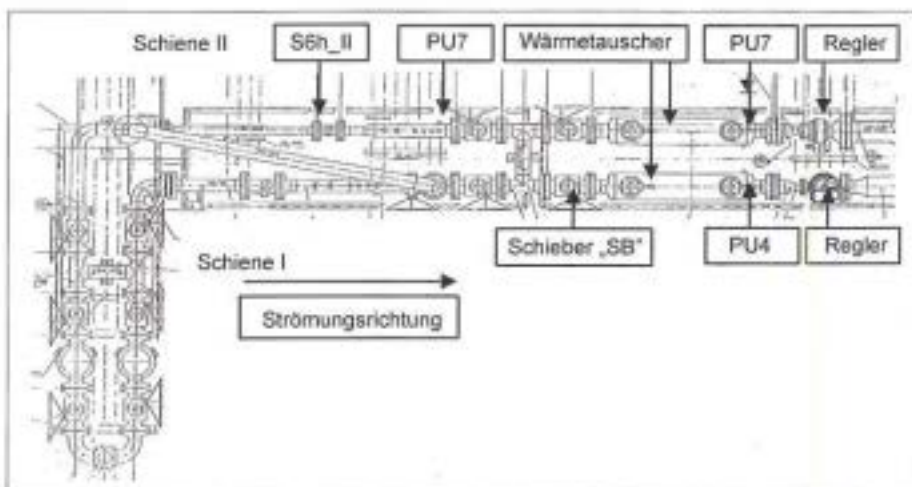 Schiene II
S6h_II
PU7
Wärmetauscher
PU7
Regler
Schieber „SB"
PU4
Regler
Schiene I
Strömungsrichtung